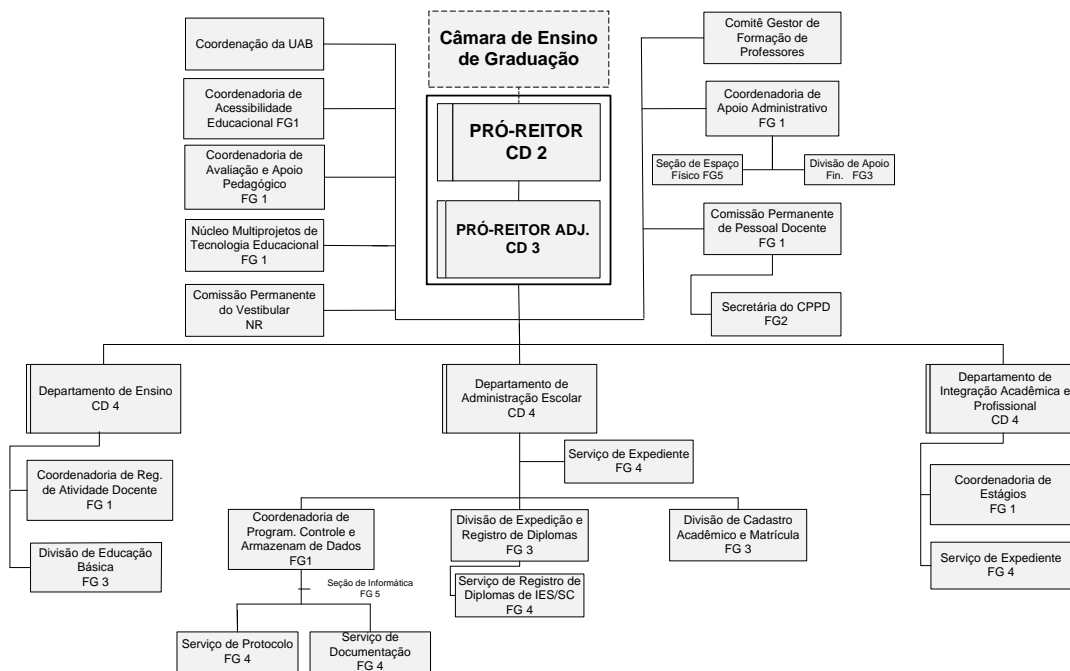 Coordenação da UAB
Câmara de Ensino
de Graduação
Comitê Gestor de
Formação de
Professores
Coordenadoria de
Acessibilidade
Educacional FG1
PRÓ-REITOR
CD 2
Coordenadoria de
Apoio Administrativo
FG 1
Coordenadoria de
Avaliação e Apoio
Pedagógico
FG 1
Seção de Espaço
Físico FG5
Divisão de Apoio
Fin. FG3
Núcleo Multiprojetos de
Tecnologia Educacional
FG 1
PRÓ-REITOR ADJ.
CD 3
Comissão Permanente
de Pessoal Docente
FG 1
Comissão Permanente
do Vestibular
NR
Secretária do CPPD
FG2
Departamento de Ensino
CD 4
Departamento de
Administração Escolar
CD 4
Departamento de
Integração Acadêmica e
Profissional
CD 4
Serviço de Expediente
FG 4
Coordenadoria de Reg.
de Atividade Docente
FG 1
Coordenadoria de
Estágios
FG 1
Coordenadoria de
Program. Controle e
Armazenam de Dados
FG1
Divisão de Expedição e
Registro de Diplomas
FG 3
Divisão de Cadastro
Acadêmico e Matrícula
FG 3
Divisão de Educação
Básica
FG 3
Serviço de Expediente
FG 4
Seção de Informática
FG 5
Serviço de Registro de
Diplomas de IES/SC
FG 4
Serviço de Protocolo
FG 4
Serviço de
Documentação
FG 4